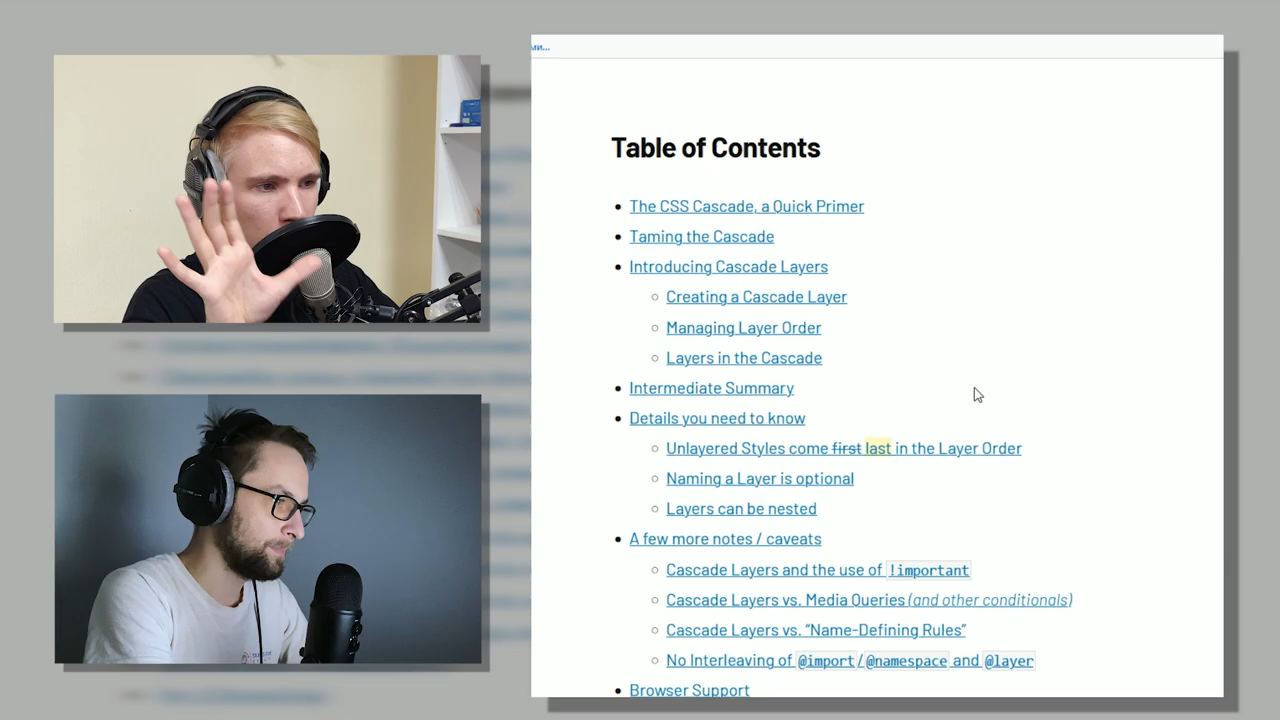 ми...
Table of Contents
The CSS Cascade, a Quick Primer
Taming the Cascade
Introducing Cascade Layers
Creating a Cascade Layer
Managing Layer Order
Layers in the Cascade
Intermediate Summary
Details you need to know
Unlayered Styles come first last in the Layer Order
Naming a Layer is optional
Layers can be nested
A few more notes / caveats
Cascade Layers and the use of !important
Cascade Layers vs. Media Queries (and other conditionals)
Cascade Layers vs. “Name-Defining Rules”
No Interleaving of @import/@namespace and @layer
Browser Support